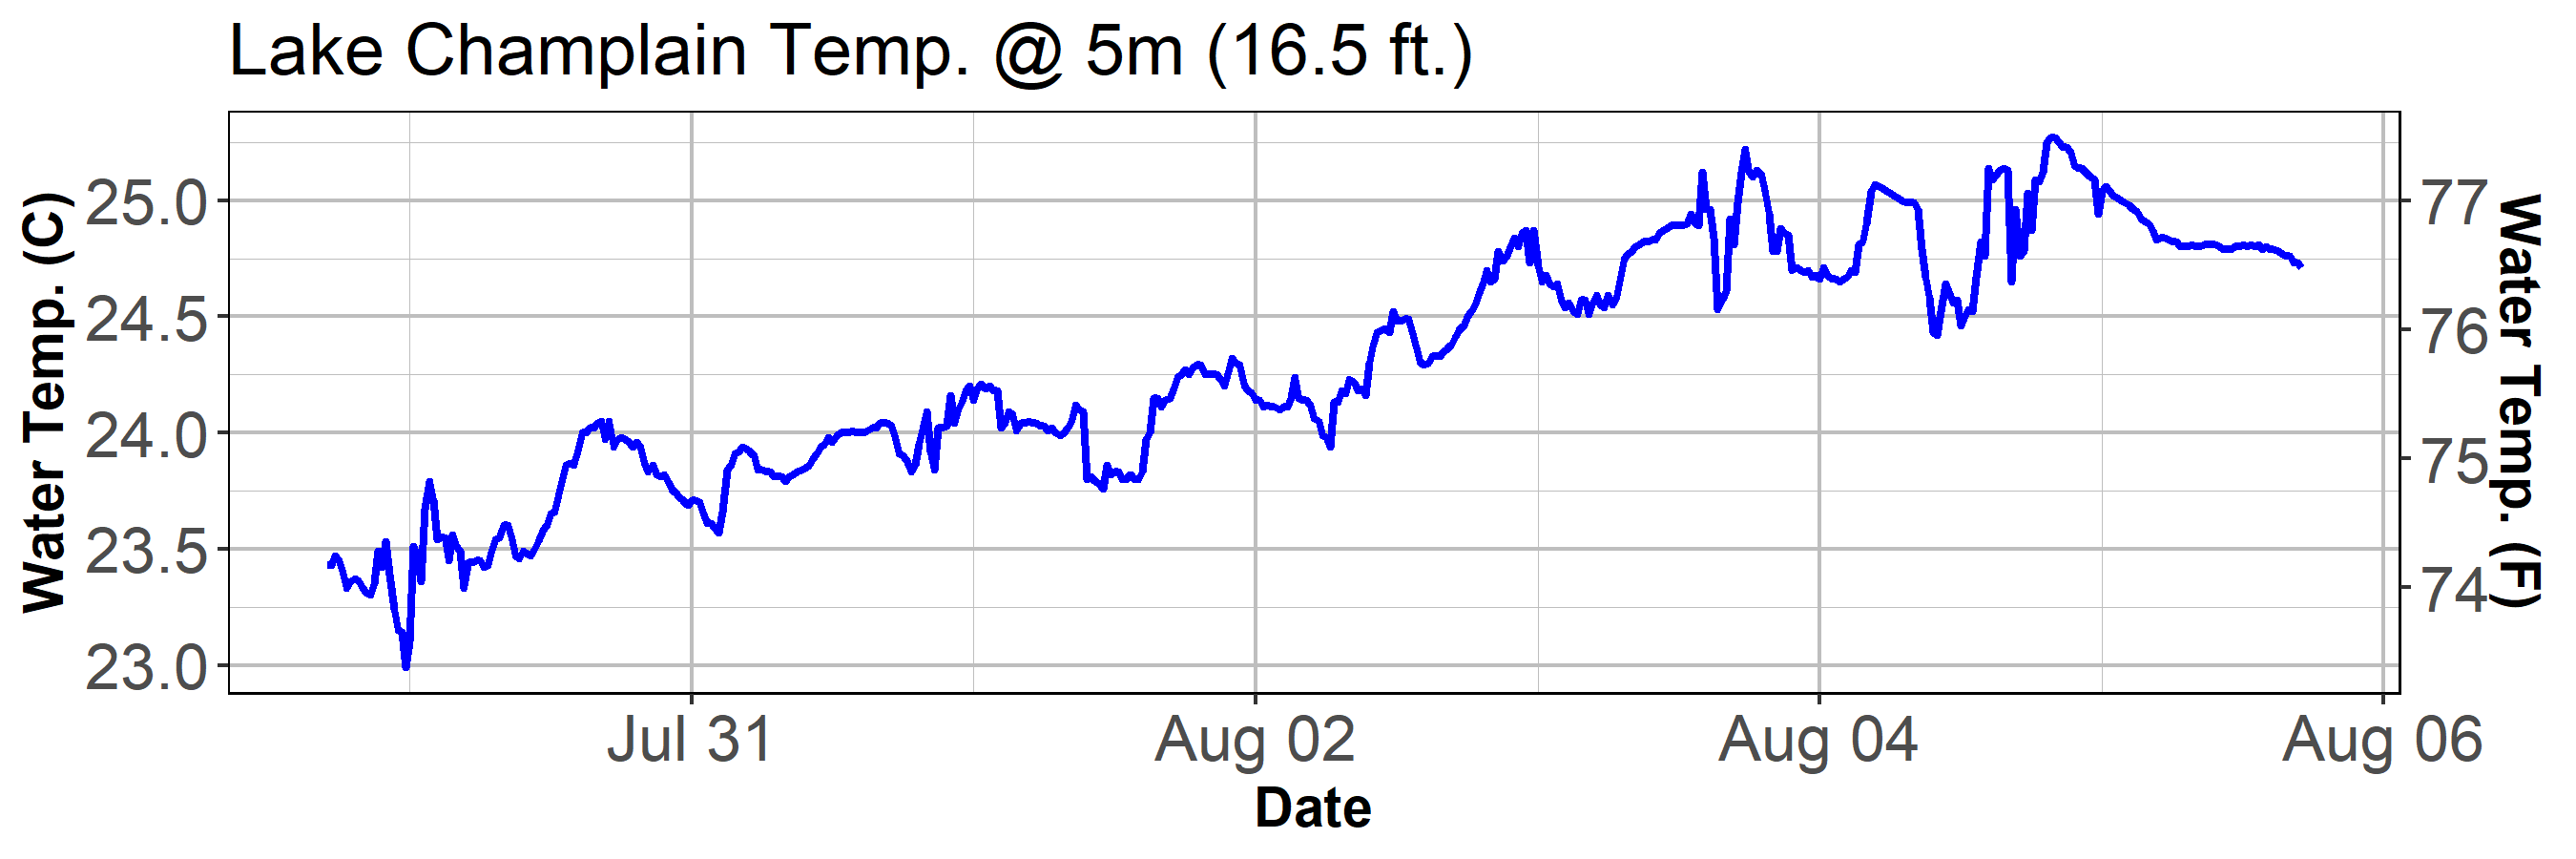 Lake Champlain Temp. @ 5m (16.5 ft.)
Water Temp. (C)
25.0
24.5
24.0
23.5
23.0
77
76
75
74
Water Temp. (F)
Jul 31
Aug 02
Aug 04
Aug 06
Date